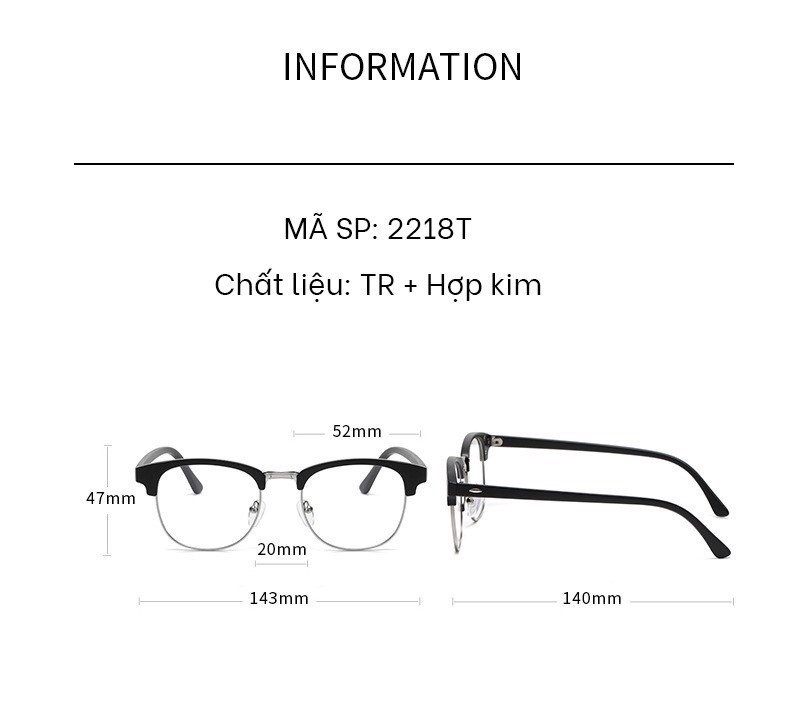 INFORMATION
MÃ SP: 2218T
Chất liệu: TR + Hợp kim
52mm
47mm
20mm
143mm
140mm